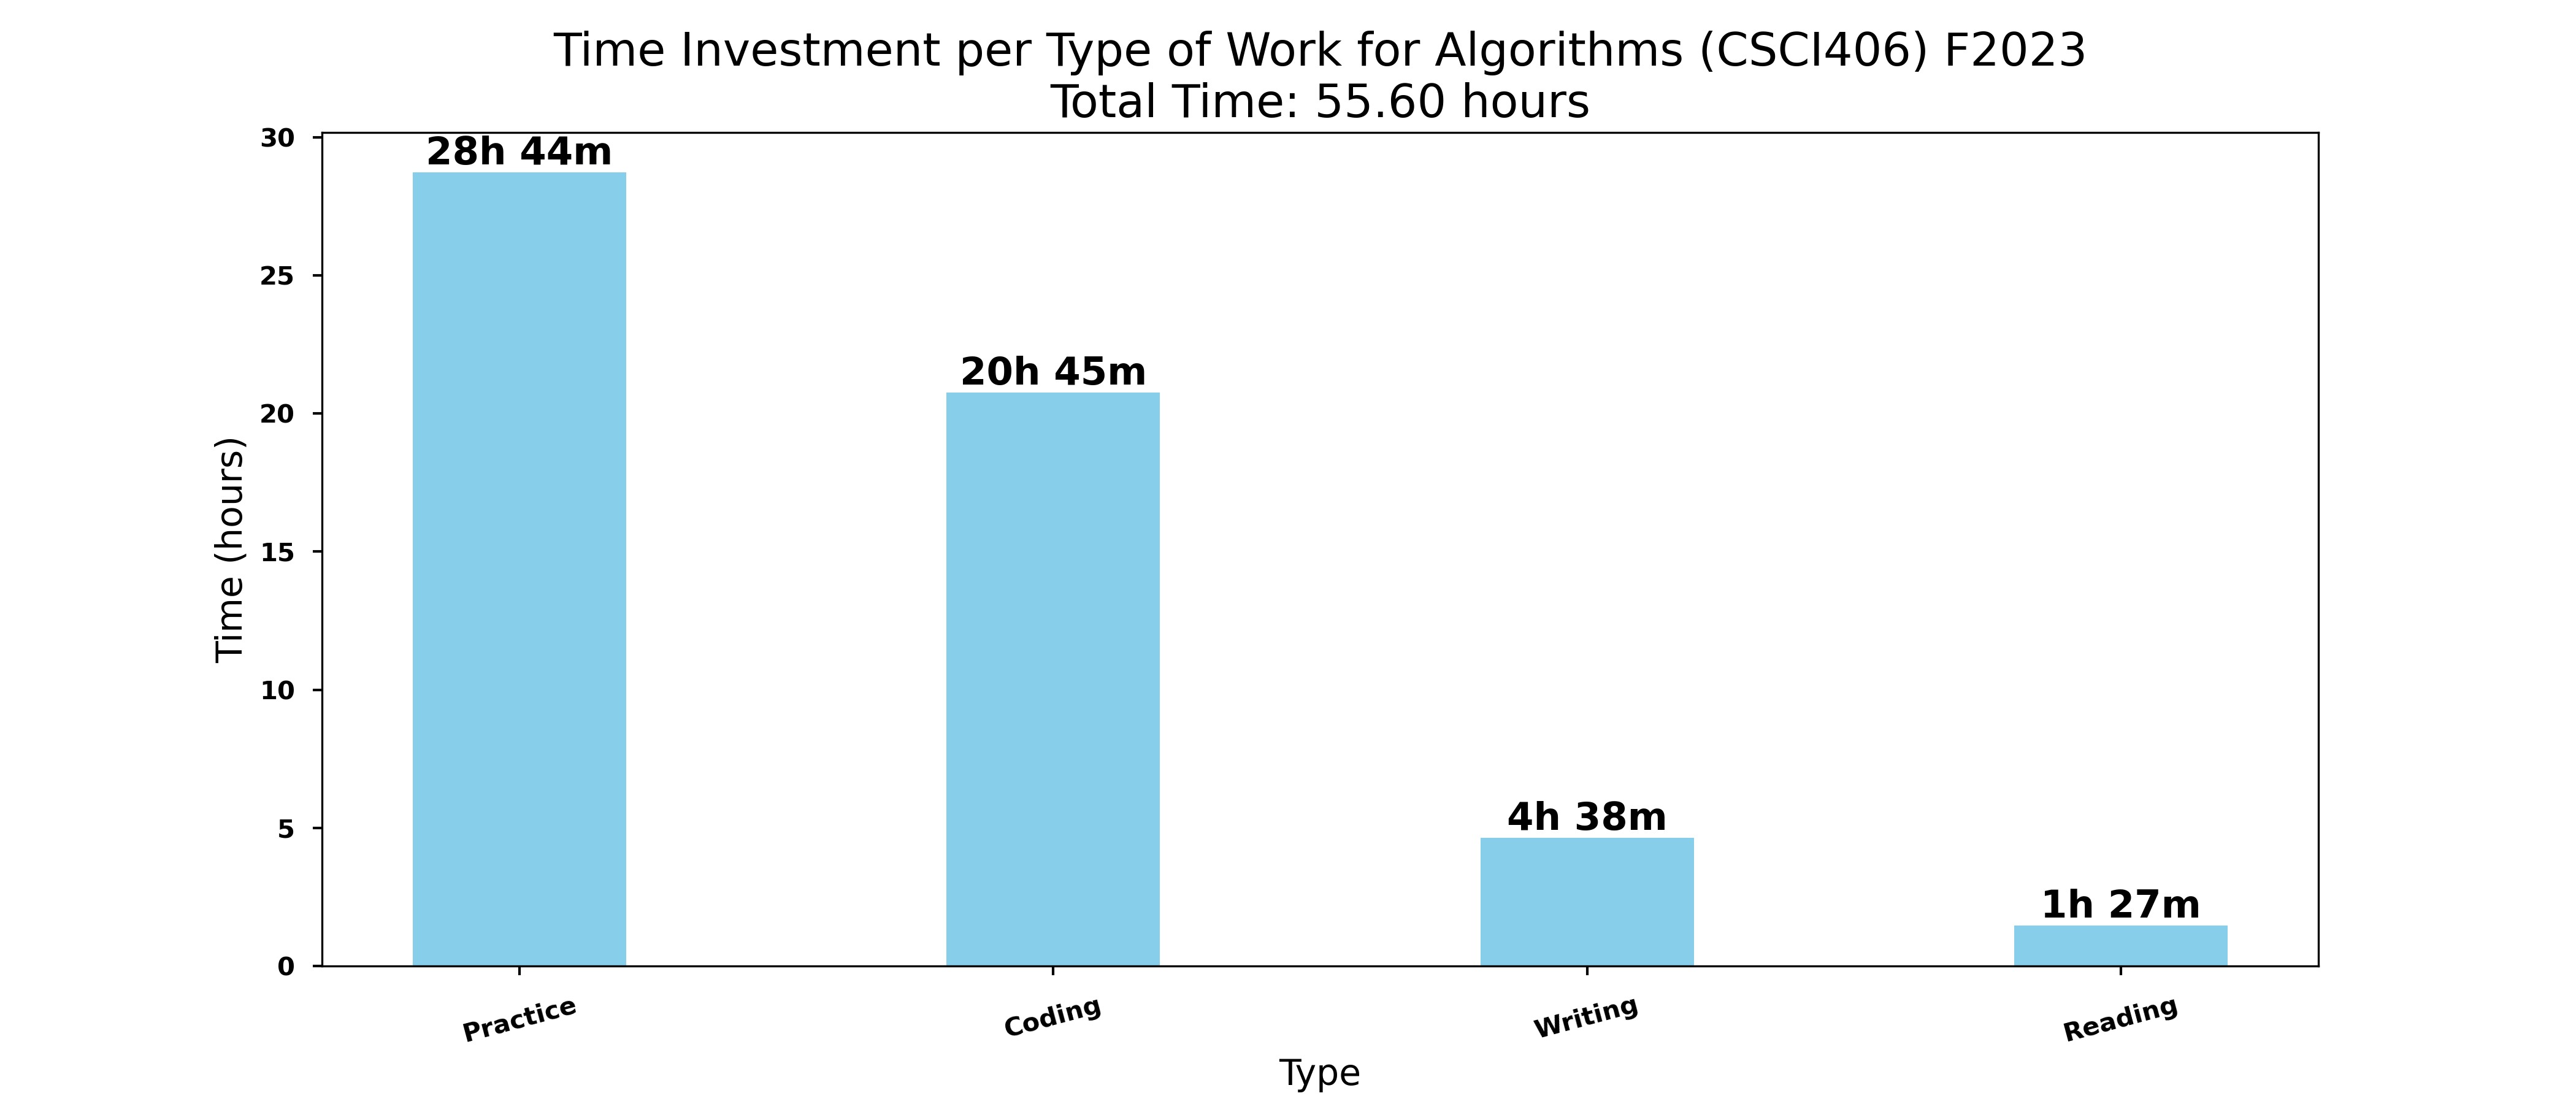 Time Investment per Type of Work for Algorithms (CSCI406) F2023
Total Time: 55.60 hours
30
25
20
15
10
5
0
Time (hours)
28h 44m
20h 45m
4h 38m
1h 27m
Practice
Coding
Writing
Reading
Type